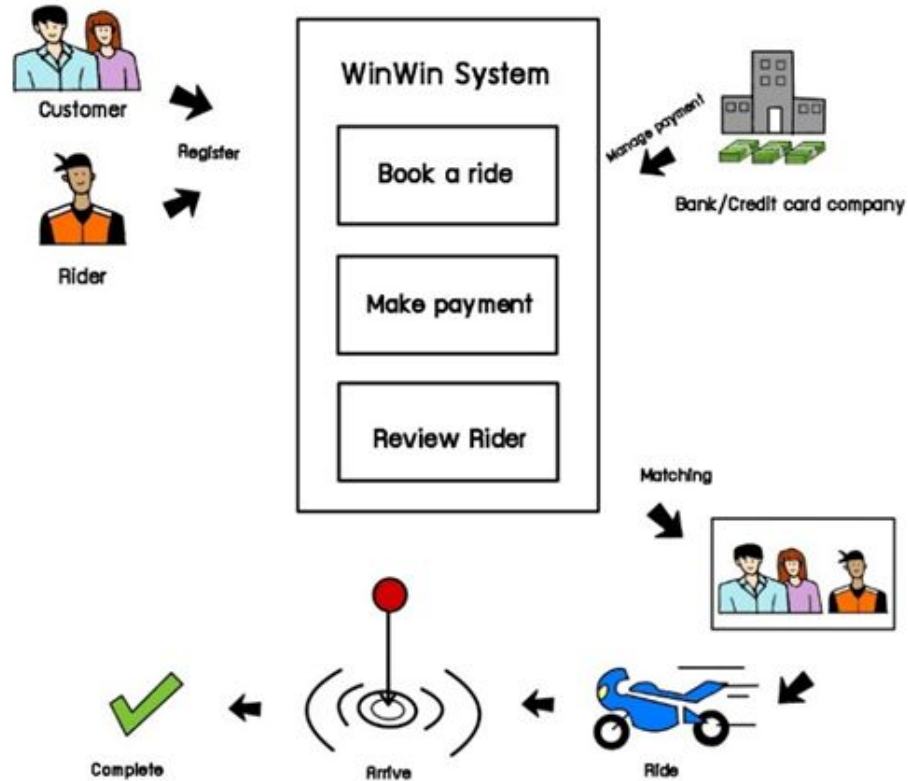 WinWin System
Customer
Register
Rider
Book a ride
Make payment
Review Rider
Manage payment
Bank/Credit card company
Matching
Ride
Arrive
Complete